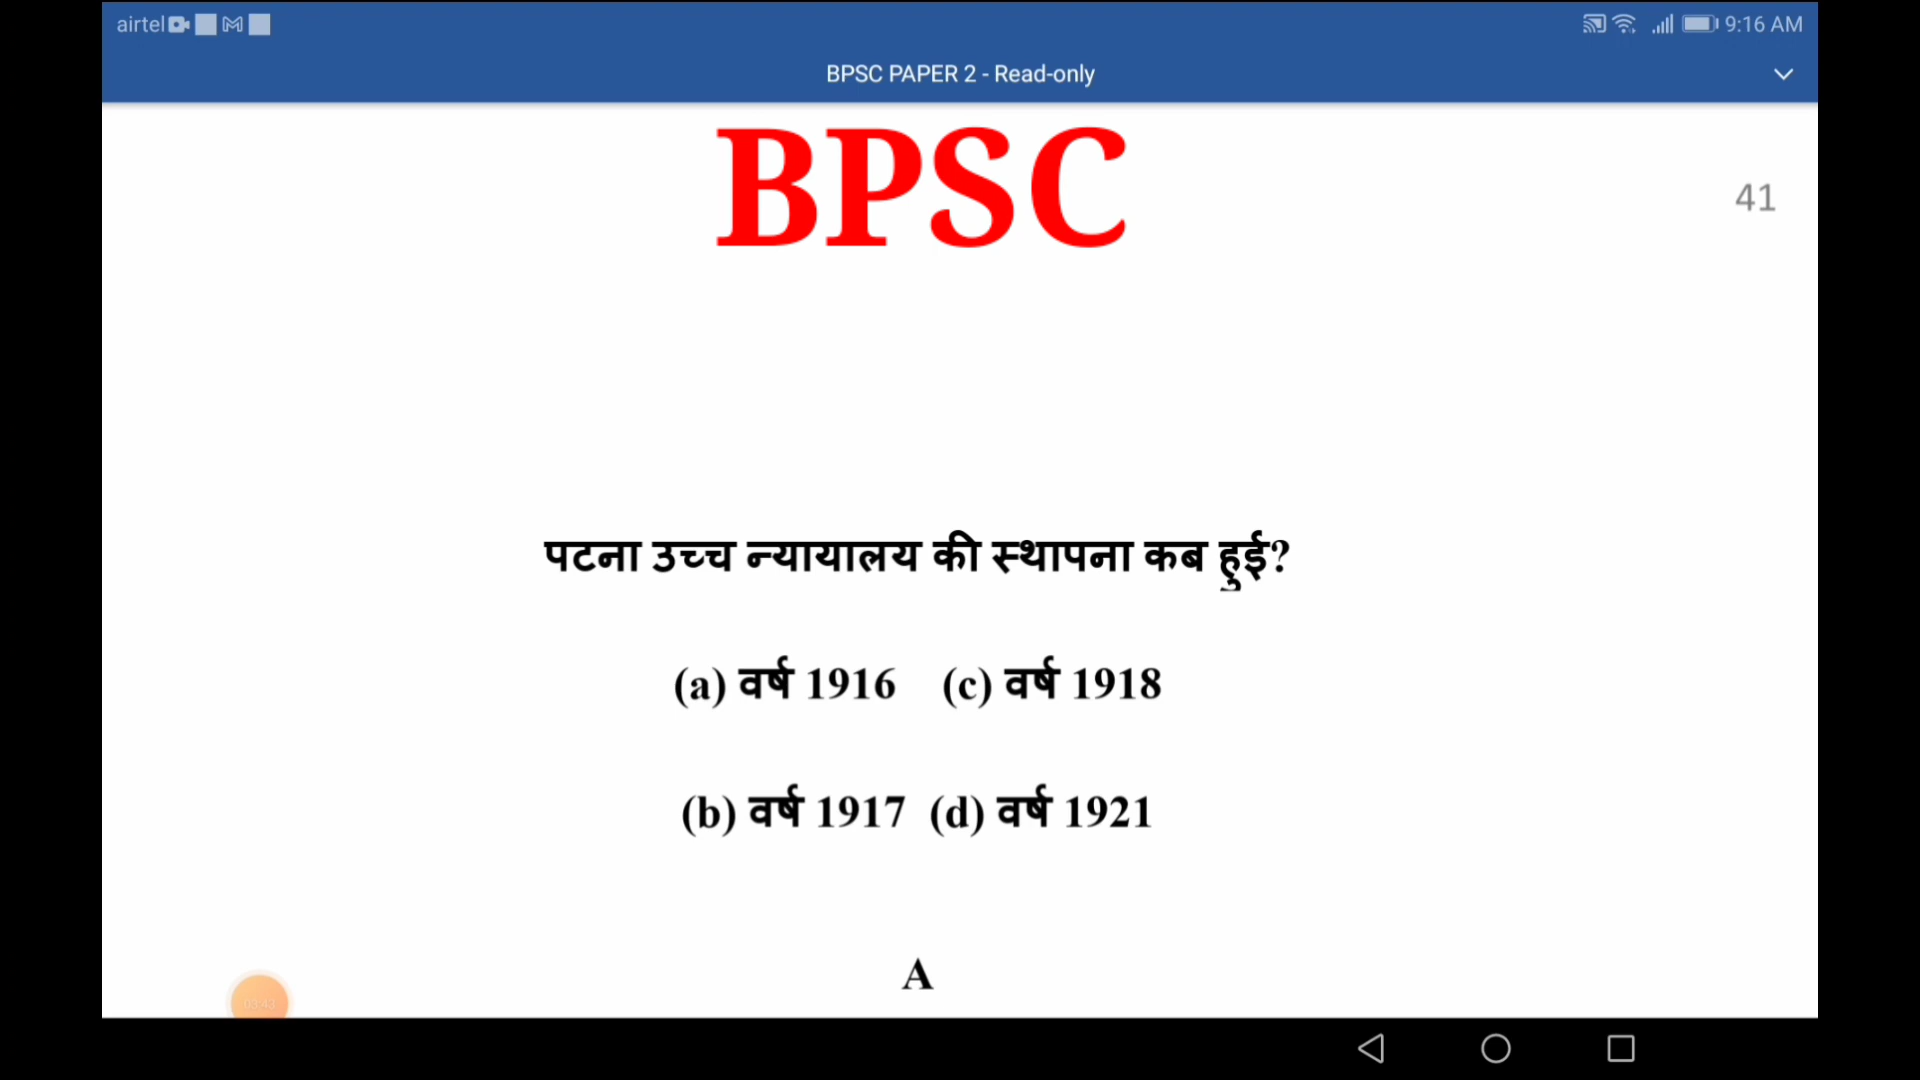 airtel 9:16 AM
BPSC PAPER 2 - Read-only
BPSC
41
पटना उच्च न्यायालय की स्थापना कब हुई?
(a) वर्ष 1916 (c) वर्ष 1918
(b) वर्ष 1917 (d) वर्ष 1921
A